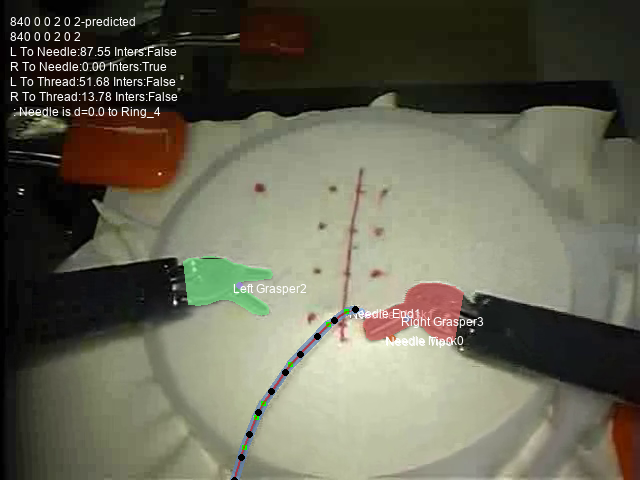 840 0 0 2 0 2-predicted
840 0 0 2 0 2
L To Needle:87.55 Inters:False
R To Needle:0.00 Inters:True
L To Thread:51.68 Inters:False
R To Thread:13.78 Inters:False
: Needle is d=0.0 to Ring_4
Left Grasper2
Needle End1
Right Grasper3